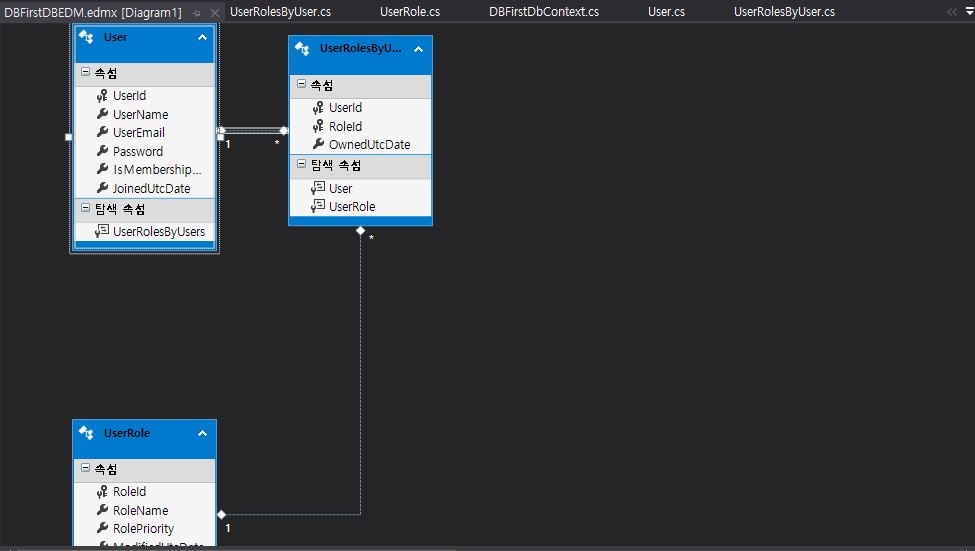 DBFirstDBEDM.edmx [Diagram1] UserRolesByUser.cs UserRole.cs DBFirstDbContext.cs User.cs UserRolesByUser.cs
User
속성
UserId
UserName
UserEmail
Password
IsMembership...
JoinedUtcDate
탐색 속성
UserRolesByUsers
1
*
UserRolesByU...
속성
UserId
RoleId
OwnedUtcDate
탐색 속성
User
UserRole
*
UserRole
속성
RoleId
RoleName
RolePriority
ModifiedUtcDate
1